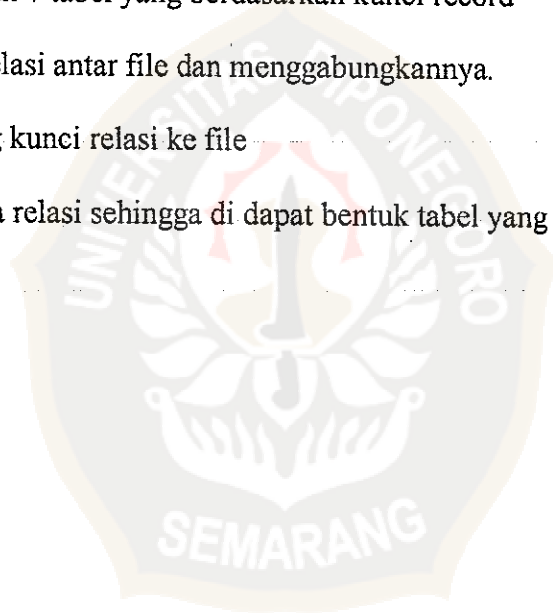 tabel yang berdasarkan kunci record
lasi antar file dan menggabungkannya.
kunci relasi ke file
relasi sehingga di dapat bentuk tabel yang
UNIVERSITAS DIPONEGORO
SEMARANG